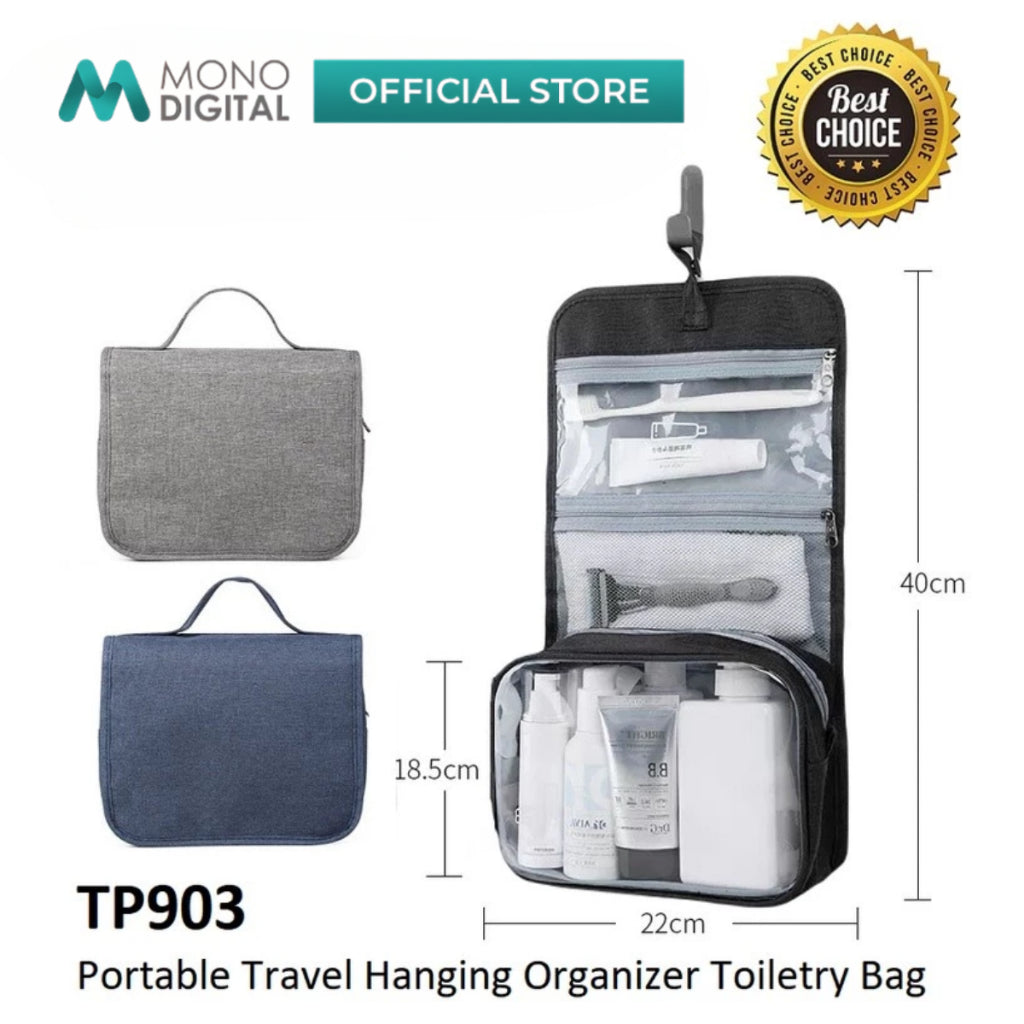 MONO
DIGITAL
OFFICIAL STORE
BEST CHOICE · BEST CHOICE · BEST CHOICE · BEST CHOICE
Best
CHOICE
40cm
B.B
18.5cm
22cm
TP903
Portable Travel Hanging Organizer Toiletry Bag